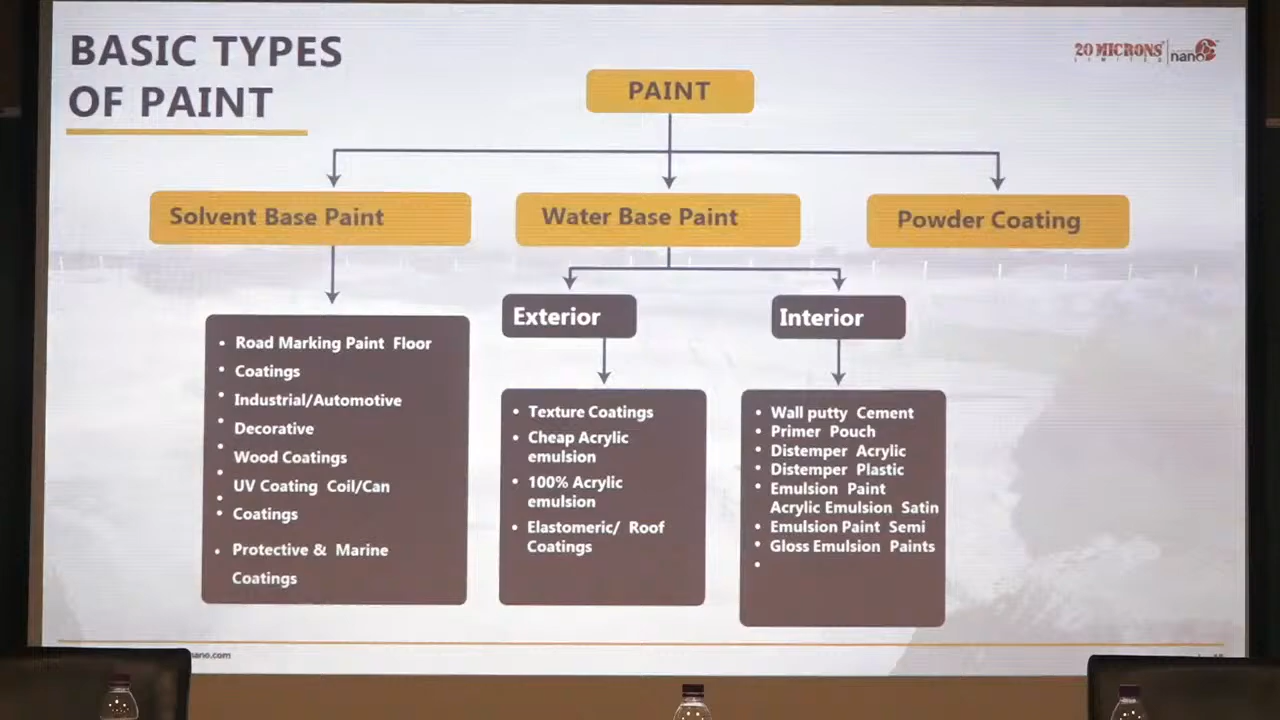 BASIC TYPES
OF PAINT
20 MICRONS
LIMITED
nano
PAINT
Solvent Base Paint
Water Base Paint
Powder Coating
Exterior
Interior
• Road Marking Paint Floor
• Coatings
• Industrial/Automotive
• Decorative
• Wood Coatings
• UV Coating Coil/Can
• Coatings
• Protective & Marine
Coatings
• Texture Coatings
• Cheap Acrylic
emulsion
• 100% Acrylic
emulsion
• Elastomeric/ Roof
Coatings
• Wall putty Cement
• Primer Pouch
• Distemper Acrylic
• Distemper Plastic
• Emulsion Paint
Acrylic Emulsion Satin
• Emulsion Paint Semi
• Gloss Emulsion Paints
•
nano.com